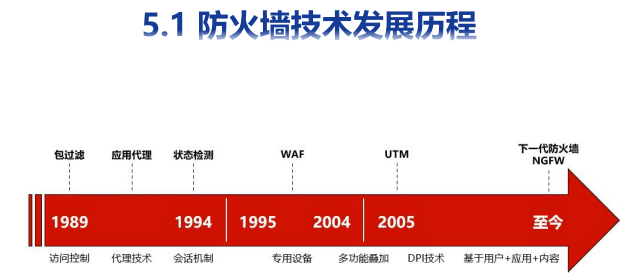 5.1 防火墙技术发展历程
包过滤 应用代理 状态检测 WAF UTM 下一代防火墙
NGFW
1989 1994 1995 2004 2005 至今
访问控制 代理技术 会话机制 专用设备 多功能叠加 DPI技术 基于用户+应用+内容